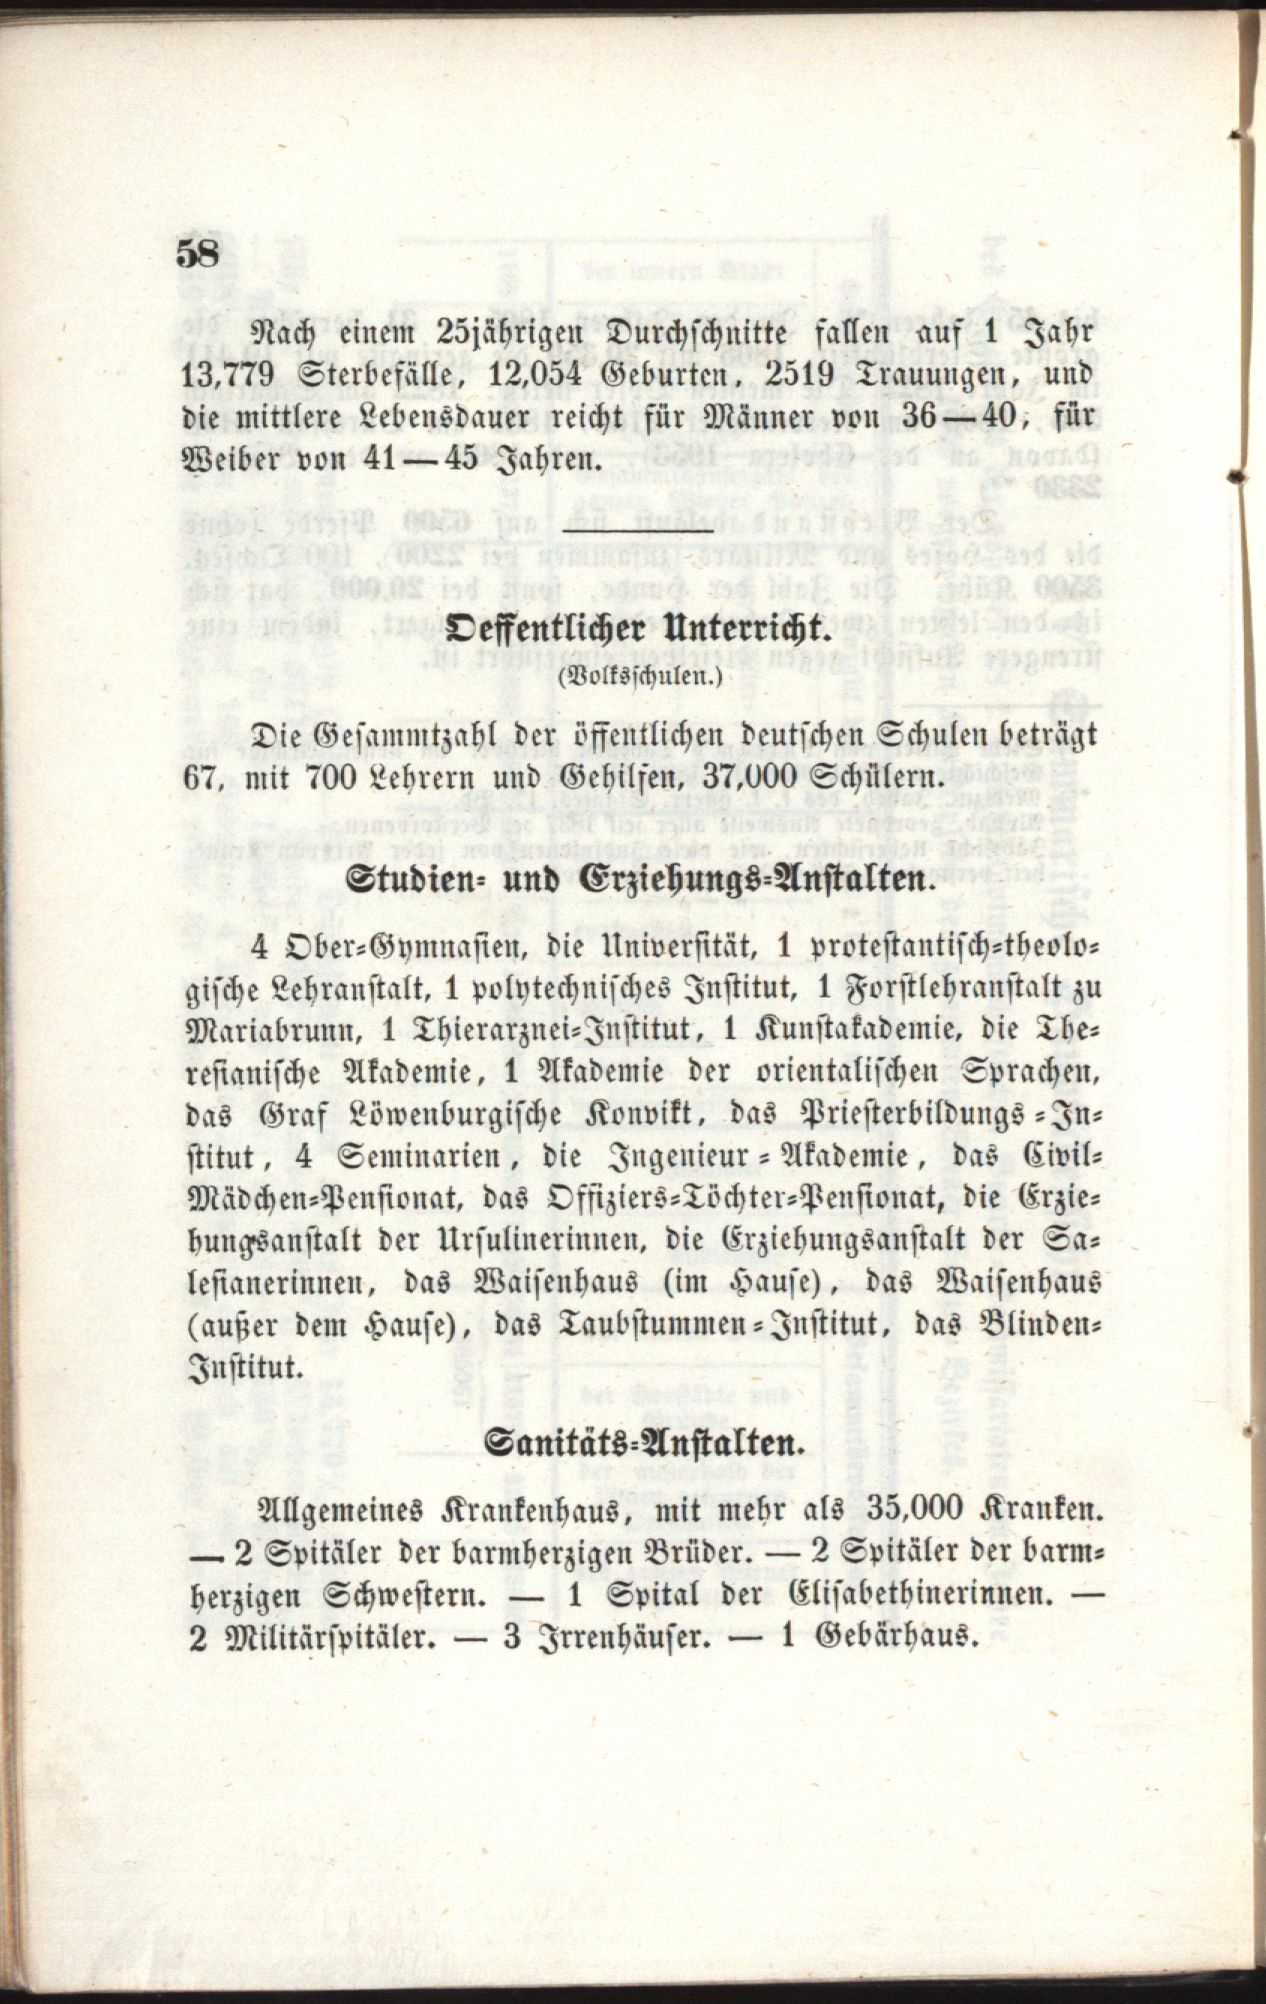 58
Nach einem 25jährigen Durchschnitte fallen auf 1 Jahr
13,779 Sterbefälle, 12,054 Geburten, 2519 Trauungen, und
die mittlere Lebensdauer reicht für Männer von 36—40, für
Weiber von 41—45 Jahren.
Oeffentlicher Unterricht.
(Volksschulen.)
Die Gesammtzahl der öffentlichen deutschen Schulen beträgt
67, mit 700 Lehrern und Gehilfen, 37,000 Schülern.
Studien- und Erziehungs-Anstalten.
4 Ober-Gymnasien, die Universität, 1 protestantisch-theolo-
gische Lehranstalt, 1 polytechnisches Institut, 1 Forstlehranstalt zu
Mariabrunn, 1 Thierarznei-Institut, 1 Kunstakademie, die The-
resianische Akademie, 1 Akademie der orientalischen Sprachen,
das Graf Löwenburgische Konvikt, das Priesterbildungs-In-
stitut, 4 Seminarien, die Ingenieur-Akademie, das Civil-
Mädchen-Pensionat, das Offiziers-Töchter-Pensionat, die Erzie-
hungsanstalt der Ursulinerinnen, die Erziehungsanstalt der Sa-
lesianerinnen, das Waisenhaus (im Hause), das Waisenhaus
(außer dem Hause), das Taubstummen-Institut, das Blinden-
Institut.
Sanitäts-Anstalten.
Allgemeines Krankenhaus, mit mehr als 35,000 Kranken.
— 2 Spitäler der barmherzigen Brüder. — 2 Spitäler der barm-
herzigen Schwestern. — 1 Spital der Elisabethinerinnen. —
2 Militärspitäler. — 3 Irrenhäuser. — 1 Gebärhaus.